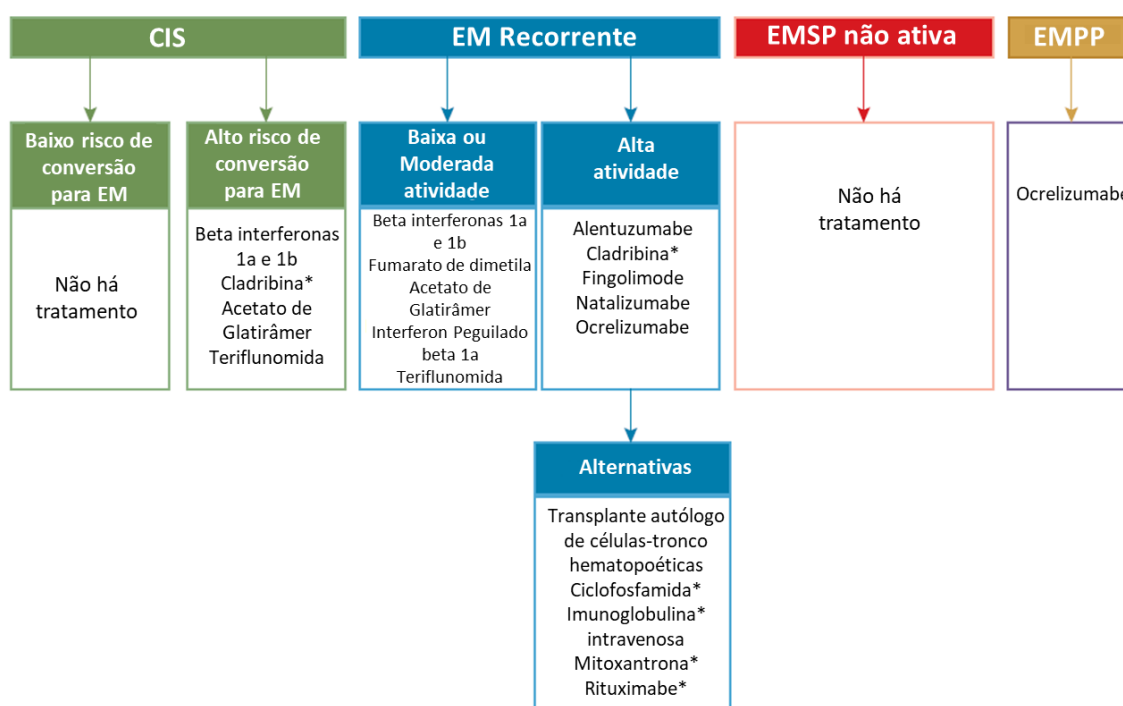 CIS
Baixo risco de
conversão
para EM
Não há
tratamento
Alto risco de
conversão
para EM
Beta interferonas
1a e 1b
Cladribina*
Acetato de
Glatirâmer
Teriflunomida
EM Recorrente
Baixa ou
Moderada
atividade
Beta interferonas 1a
e 1b
Fumarato de dimetila
Acetato de
Glatirâmer
Interferon Peguilado
beta 1a
Teriflunomida
Alta
atividade
Alentuzumabe
Cladribina*
Fingolimode
Natalizumabe
Ocrelizumabe
Alternativas
Transplante autólogo
de células-tronco
hematopoéticas
Ciclofosfamida*
Imunoglobulina*
intravenosa
Mitoxantrona*
Rituximabe*
EMSP não ativa
Não há
tratamento
EMPP
Ocrelizumabe